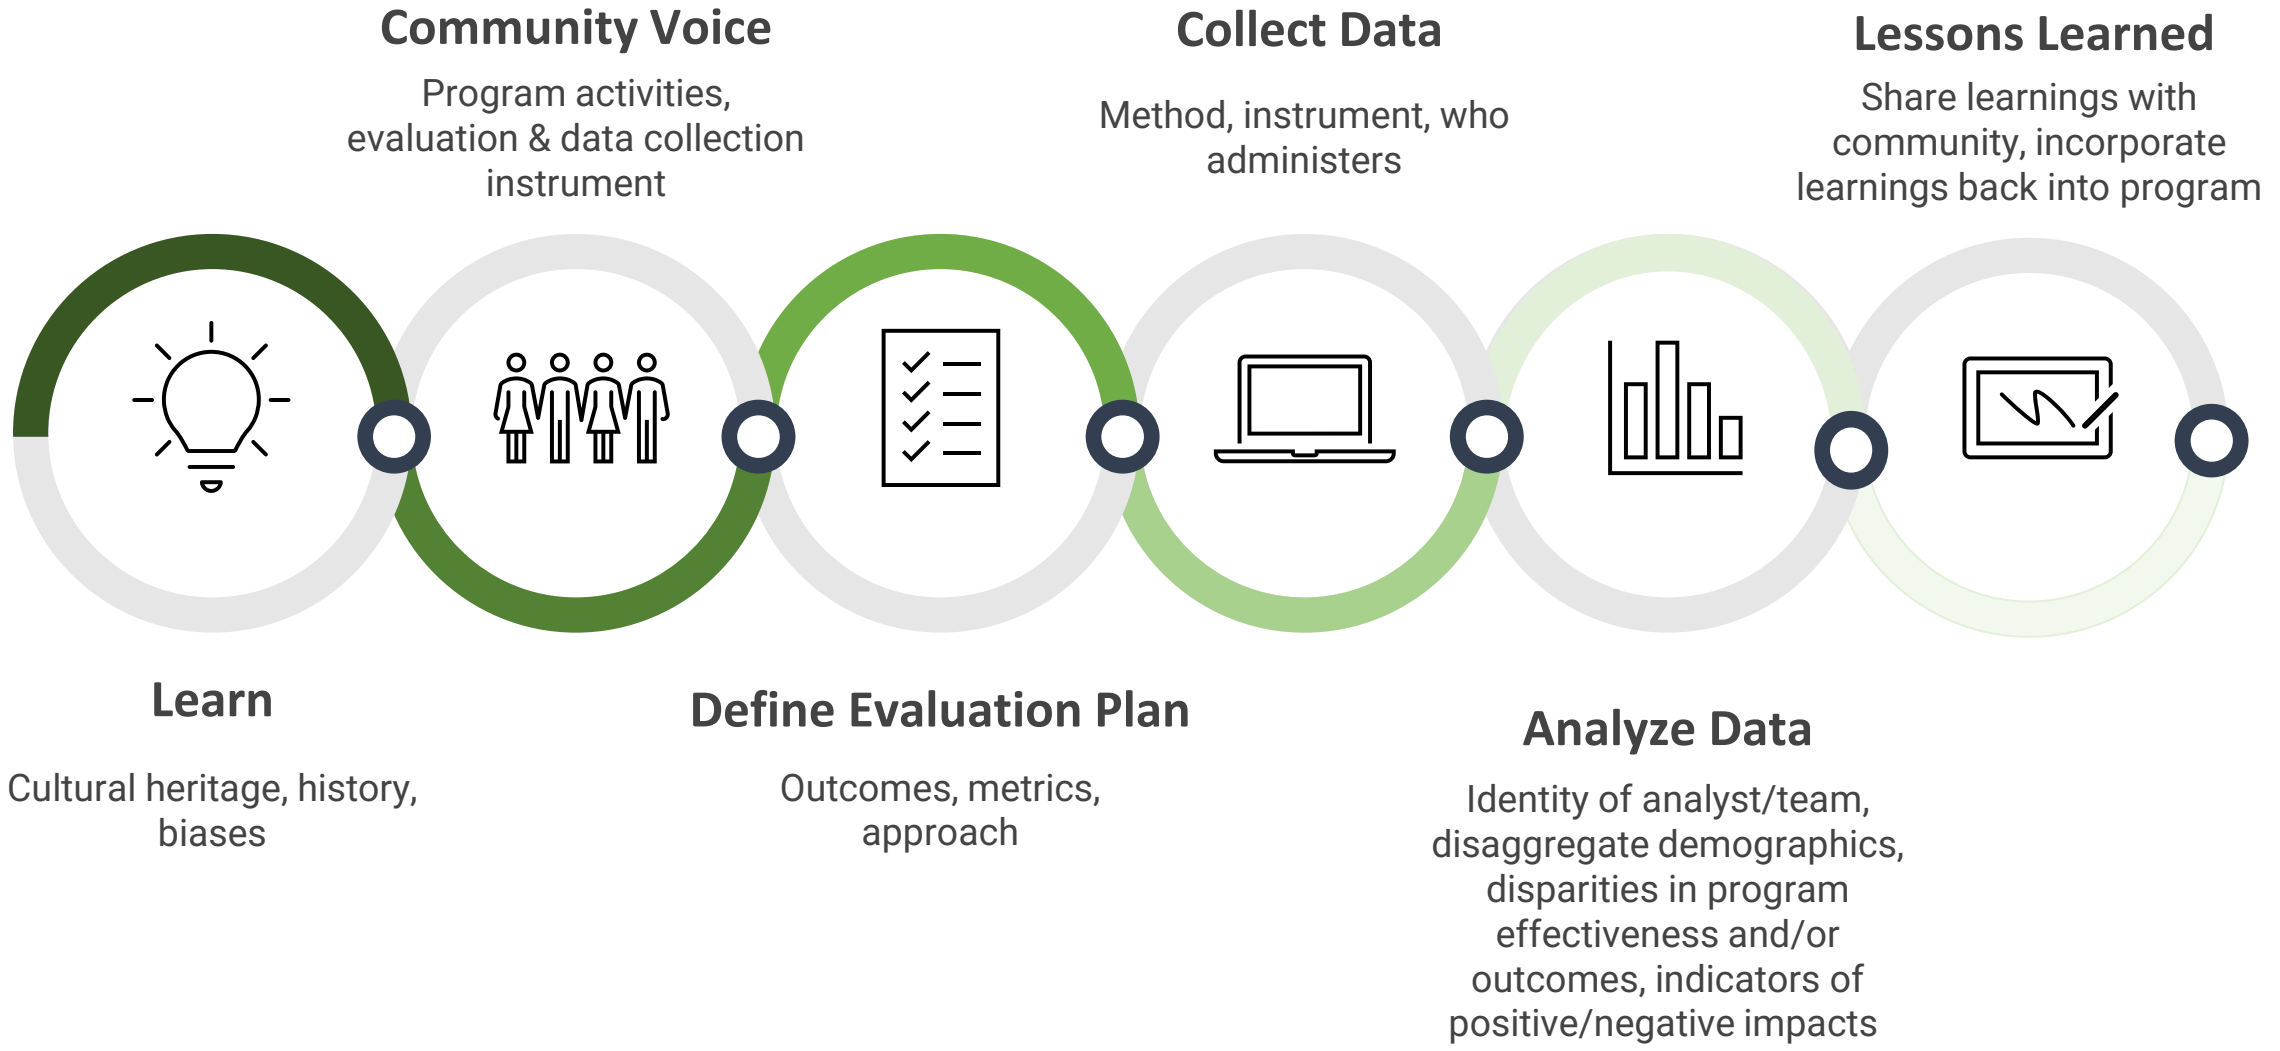 Community Voice
Program activities,
evaluation & data collection
instrument
Collect Data
Method, instrument, who
administers
Lessons Learned
Share learnings with
community, incorporate
learnings back into program
Learn
Cultural heritage, history,
biases
Define Evaluation Plan
Outcomes, metrics,
approach
Analyze Data
Identity of analyst/team,
disaggregate demographics,
disparities in program
effectiveness and/or
outcomes, indicators of
positive/negative impacts